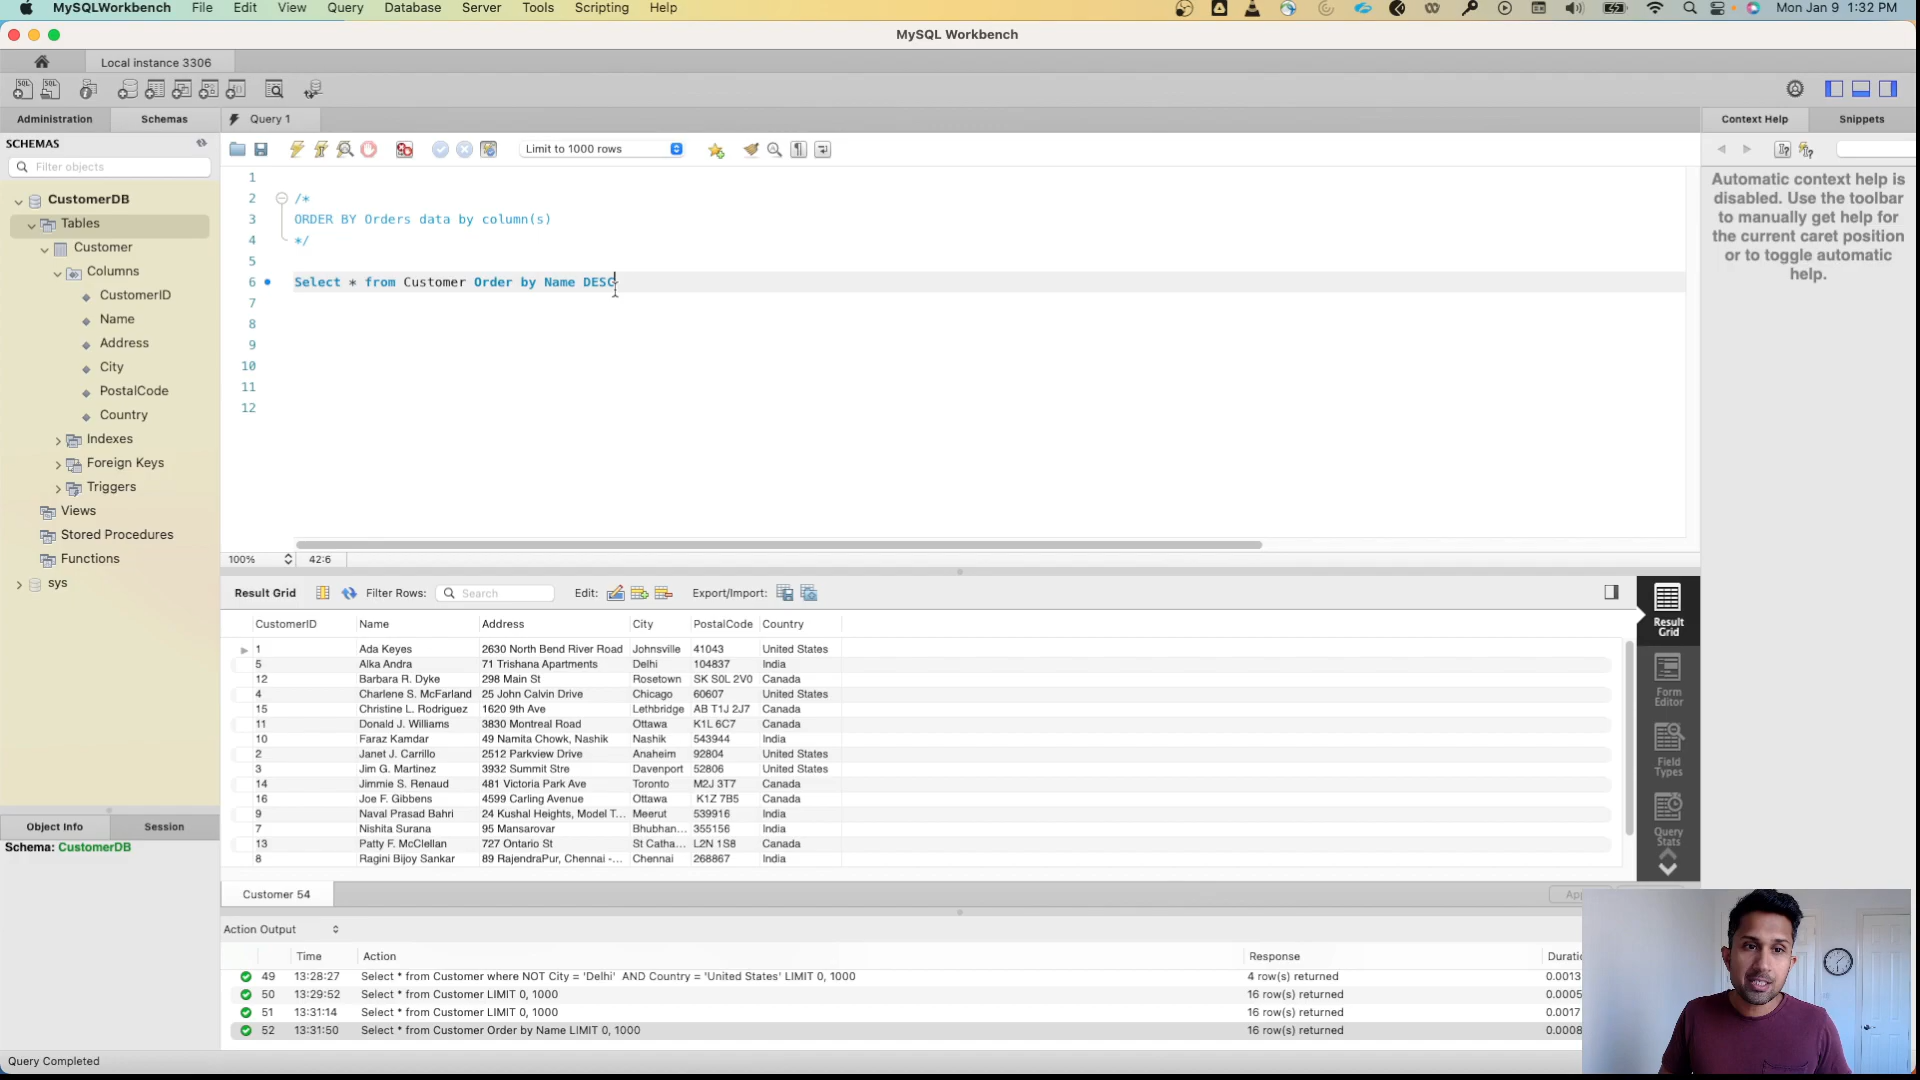 MySQLWorkbench File Edit View Query Database Server Tools Scripting Help Mon Jan 9 1:32 PM
MySQL Workbench
Local instance 3306
Administration Schemas Query 1 Context Help Snippets
SCHEMAS
Filter objects
CustomerDB
Tables
Customer
Columns
CustomerID
Name
Address
City
PostalCode
Country
Indexes
Foreign Keys
Triggers
Views
Stored Procedures
Functions
sys
Object Info Session
Schema: CustomerDB
Limit to 1000 rows
1
2 /*
3 ORDER BY Orders data by column(s)
4 */
5
6 Select * from Customer Order by Name DESC
7
8
9
10
11
12
100% 42:6
Automatic context help is
disabled. Use the toolbar
to manually get help for
the current caret position
or to toggle automatic
help.
Result Grid Filter Rows: Search Edit: Export/Import:
CustomerID Name Address City PostalCode Country
1 Ada Keyes 2630 North Bend River Road Johnsville 41043 United States
5 Alka Andra 71 Trishana Apartments Delhi 104837 India
12 Barbara R. Dyke 298 Main St Rosetown SK S0L 2V0 Canada
4 Charlene S. McFarland 25 John Calvin Drive Chicago 60607 United States
15 Christine L. Rodriguez 1620 9th Ave Lethbridge AB T1J 2J7 Canada
11 Donald J. Williams 3830 Montreal Road Ottawa K1L 6C7 Canada
10 Faraz Kamdar 49 Namita Chowk, Nashik Nashik 543944 India
2 Janet J. Carrillo 2512 Parkview Drive Anaheim 92804 United States
3 Jim G. Martinez 3932 Summit Stre Davenport 52806 United States
14 Jimmie S. Renaud 481 Victoria Park Ave Toronto M2J 3T7 Canada
16 Joe F. Gibbens 4599 Carling Avenue Ottawa K1Z 7B5 Canada
9 Naval Prasad Bahri 24 Kushal Heights, Model T... Meerut 539916 India
7 Nishita Surana 95 Mansarovar Bhubhan... 355156 India
13 Patty F. McClellan 727 Ontario St St Catha... L2N 1S8 Canada
8 Ragini Bijoy Sankar 89 RajendraPur, Chennai -... Chennai 268867 India
Result
Grid
Form
Editor
Field
Types
Query
Stats
Customer 54
Action Output
Time Action Response
49 13:28:27 Select * from Customer where NOT City = 'Delhi' AND Country = 'United States' LIMIT 0, 1000 4 row(s) returned 0.0013
50 13:29:52 Select * from Customer LIMIT 0, 1000 16 row(s) returned 0.0005
51 13:31:14 Select * from Customer LIMIT 0, 1000 16 row(s) returned 0.0017
52 13:31:50 Select * from Customer Order by Name LIMIT 0, 1000 16 row(s) returned 0.0008
Query Completed